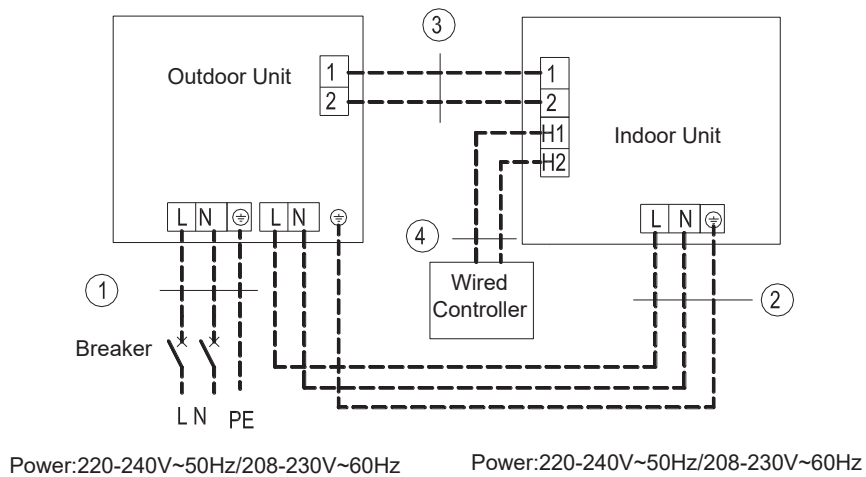 3
Outdoor Unit
1
2
1
2
H1
H2
Indoor Unit
L N
L N
L N
4
1
2
Wired
Controller
Breaker
L N PE
Power:220-240V~50Hz/208-230V~60Hz
Power:220-240V~50Hz/208-230V~60Hz